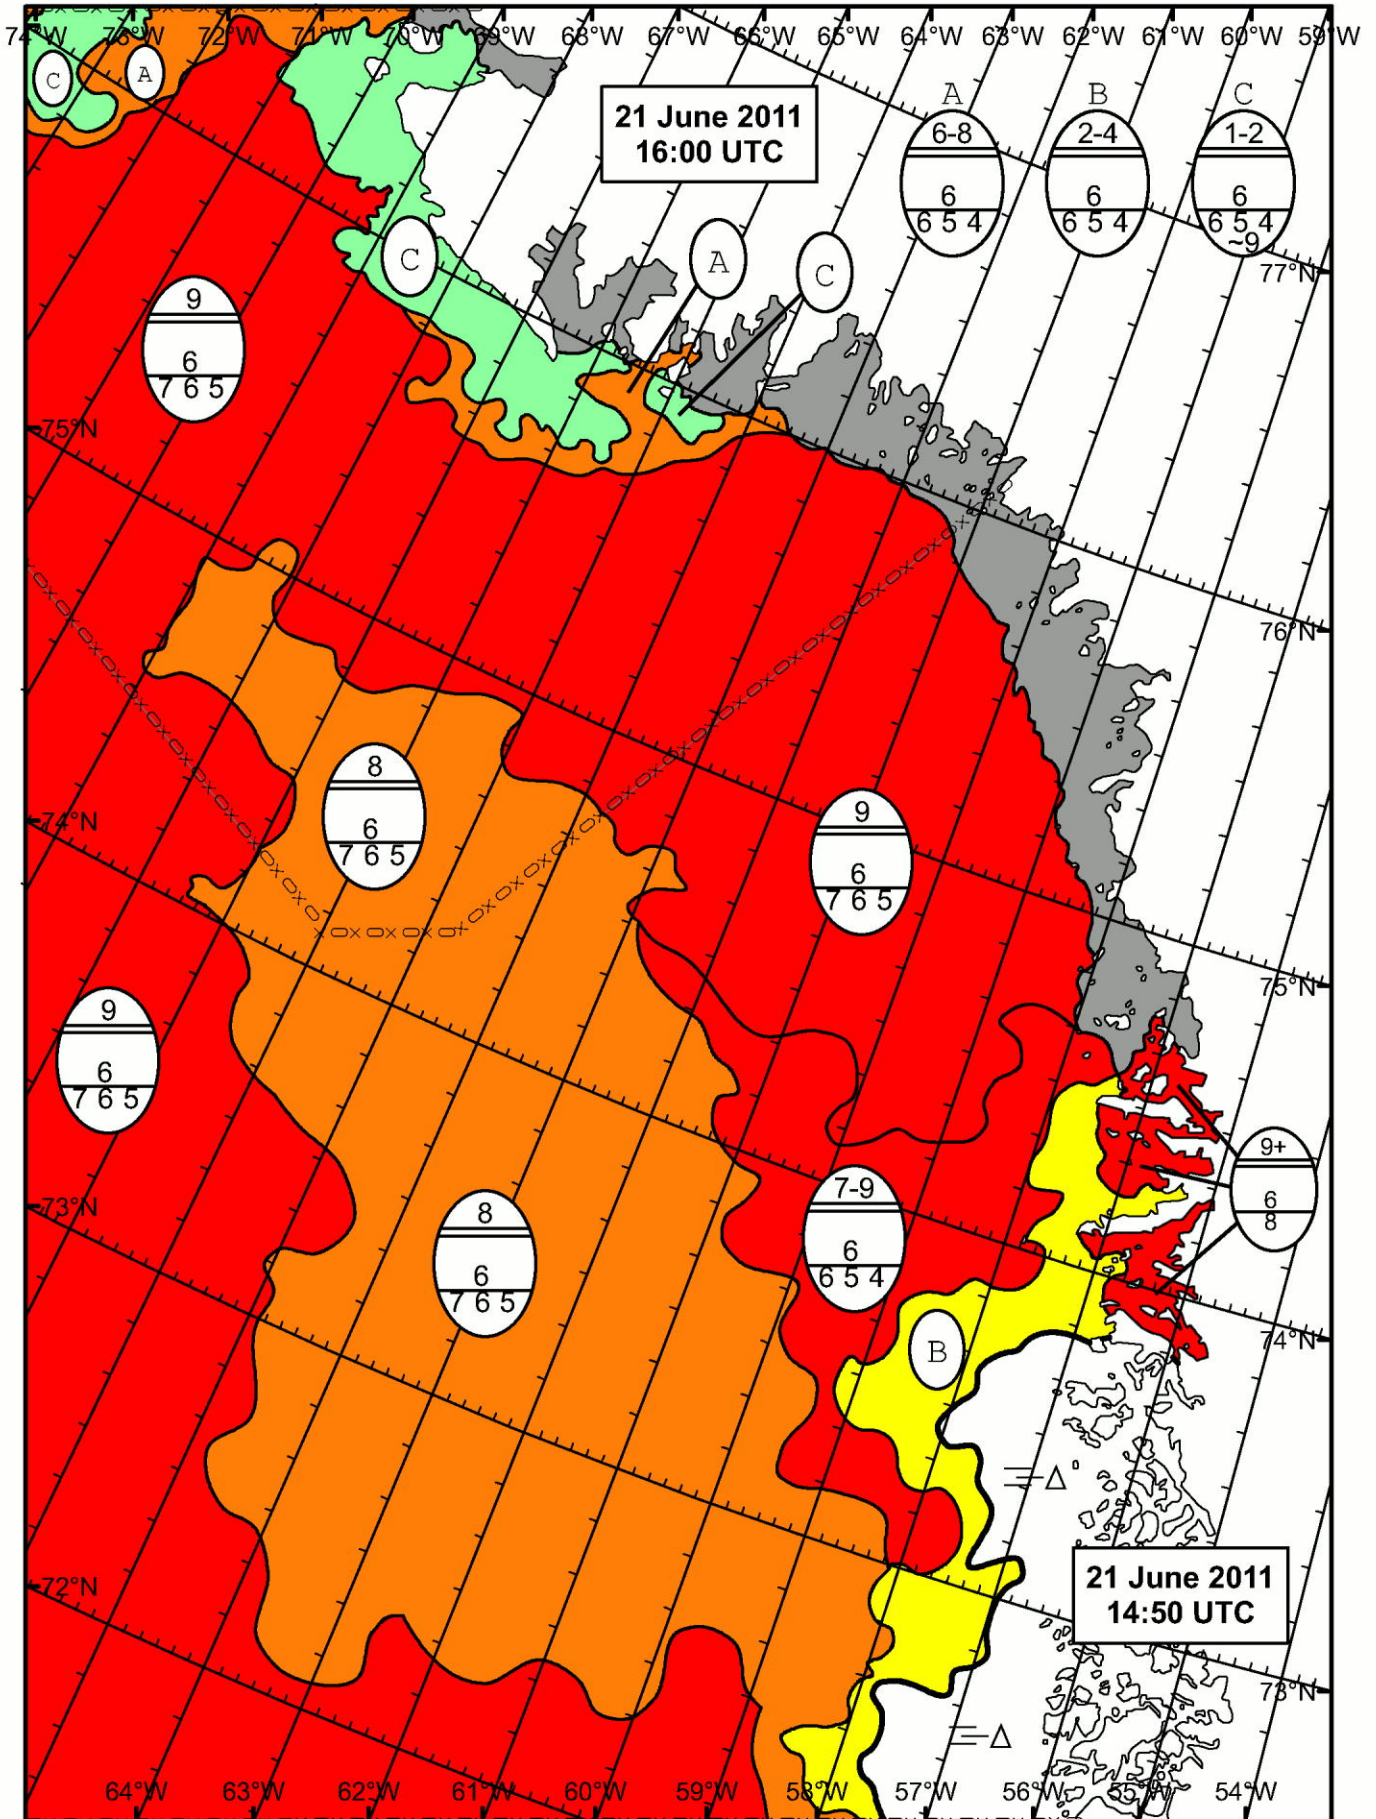 74°W 73°W 72°W 71°W 70°W 69°W 68°W 67°W 66°W 65°W 64°W 63°W 62°W 61°W 60°W 59°W
C
A
21 June 2011
16:00 UTC
A
6-8
6
6 5 4
B
2-4
6
6 5 4
C
1-2
6
6 5 4
~9
77°N
C
A
C
9
6
7 6 5
75°N
76°N
8
6
7 6 5
74°N
9
6
7 6 5
75°N
9
6
7 6 5
9+
6
8
73°N
8
6
7 6 5
7-9
6
6 5 4
B
74°N
72°N
21 June 2011
14:50 UTC
73°N
64°W 63°W 62°W 61°W 60°W 59°W 58°W 57°W 56°W 55°W 54°W